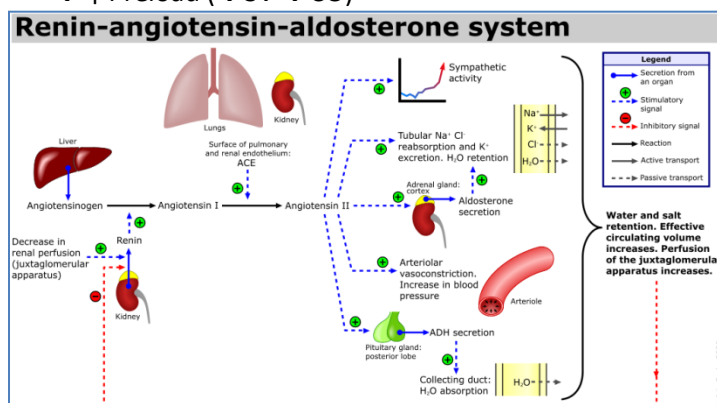 Renin-angiotensin-aldosterone system
Legend
Secretion from
an organ
Stimulatory
signal
Inhibitory signal
Reaction
Active transport
Passive transport
Sympathetic
activity
Lungs
Kidney
Liver
Surface of pulmonary
and renal endothelium:
ACE
Tubular Na⁺ Cl⁻
reabsorption and K⁺
excretion. H₂O retention
Na⁺
K⁺
Cl⁻
H₂O
Angiotensinogen
Angiotensin I
Angiotensin II
Adrenal gland:
cortex
Aldosterone
secretion
Decrease in
renal perfusion
(juxtaglomerular
apparatus)
Renin
Kidney
Arteriolar
vasoconstriction.
Increase in blood
pressure
Arteriole
Water and salt
retention. Effective
circulating volume
increases. Perfusion
of the juxtaglomerular
apparatus increases.
Pituitary gland:
posterior lobe
ADH secretion
Collecting duct:
H₂O absorption
H₂O